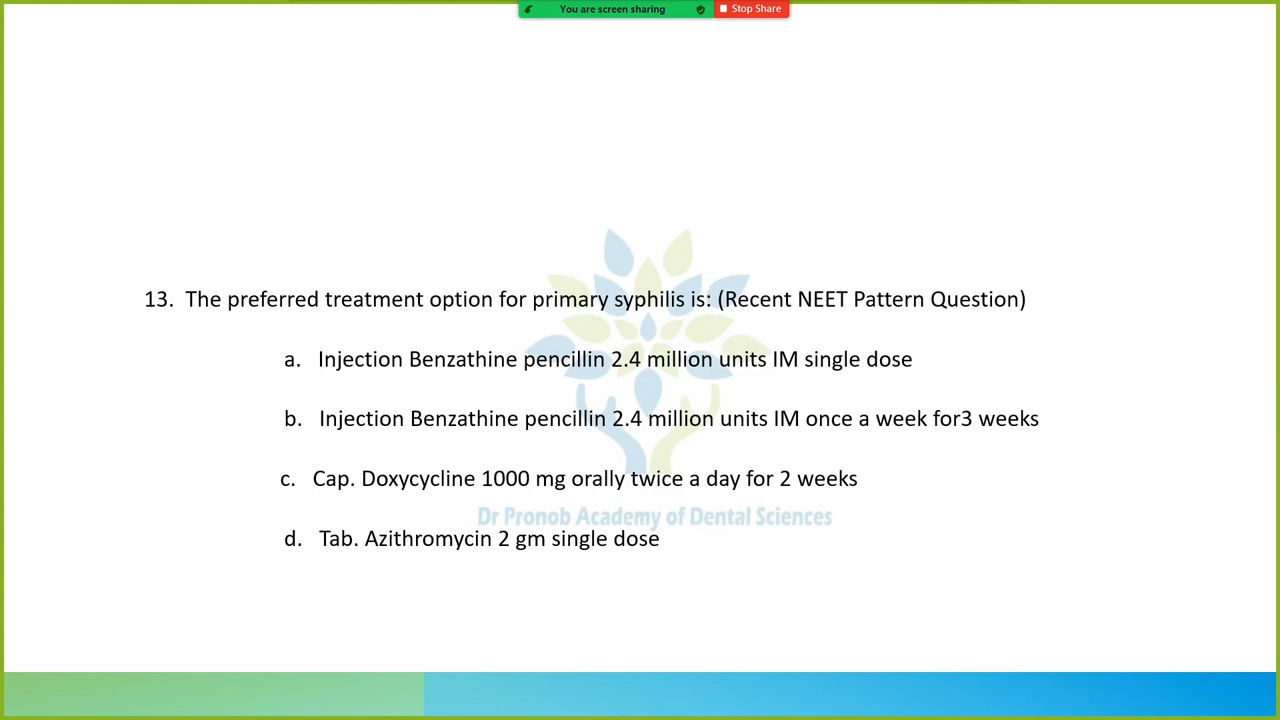 You are screen sharing
Stop Share
13. The preferred treatment option for primary syphilis is: (Recent NEET Pattern Question)
a. Injection Benzathine pencillin 2.4 million units IM single dose
b. Injection Benzathine pencillin 2.4 million units IM once a week for3 weeks
c. Cap. Doxycycline 1000 mg orally twice a day for 2 weeks
Dr Pronob Academy of Dental Sciences
d. Tab. Azithromycin 2 gm single dose